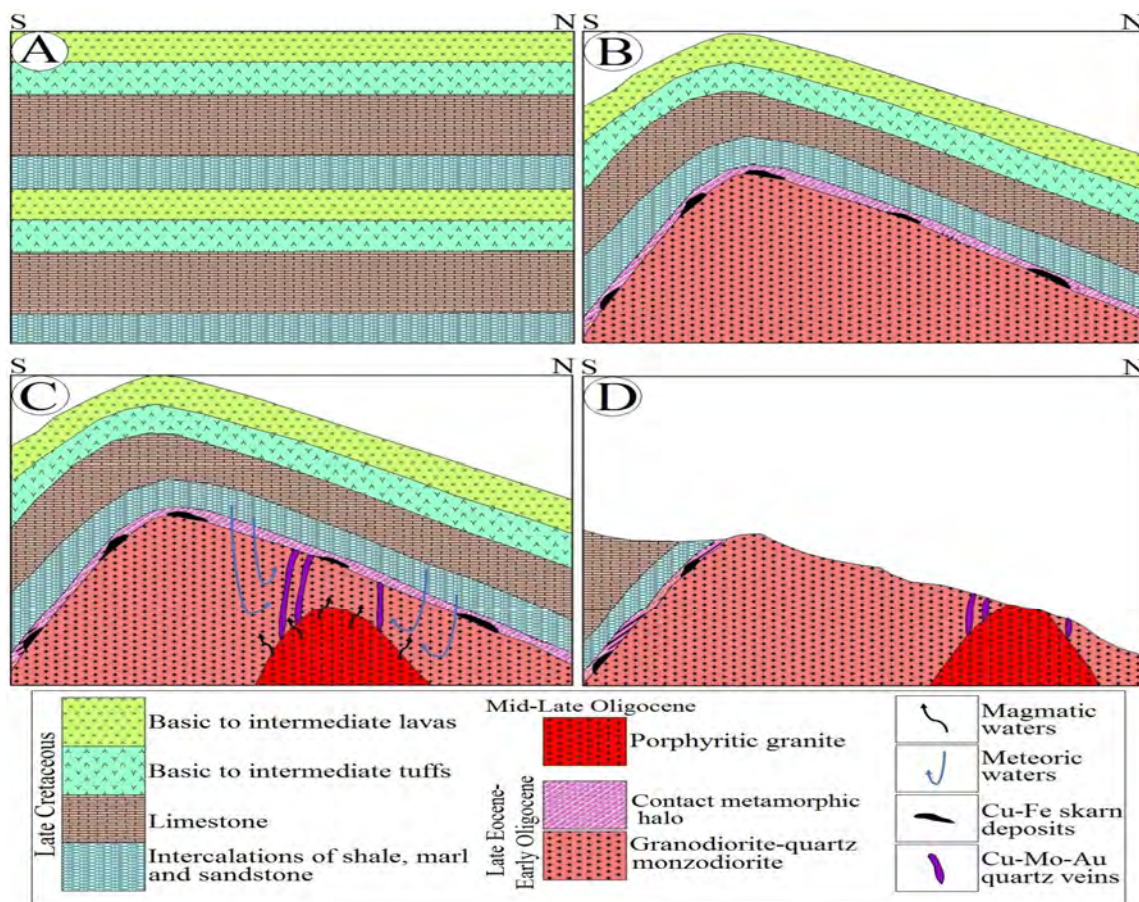 S N
A
S N
B
S N
C
S N
D
Late Cretaceous
Basic to intermediate lavas
Basic to intermediate tuffs
Limestone
Intercalations of shale, marl
and sandstone
Mid-Late Oligocene
Porphyritic granite
Late Eocene-
Early Oligocene
Contact metamorphic
halo
Granodiorite-quartz
monzodiorite
Magmatic
waters
Meteoric
waters
Cu-Fe skarn
deposits
Cu-Mo-Au
quartz veins